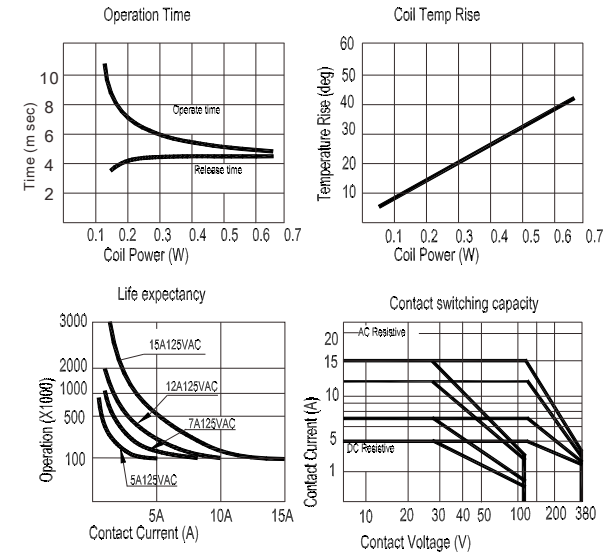 Operation Time
Coil Temp Rise
Time (m sec)
10
8
6
4
2
Operate time
Release time
0.1 0.2 0.3 0.4 0.5 0.6 0.7
Coil Power (W)
Temperature Rise (deg)
60
50
40
30
20
10
0.1 0.2 0.3 0.4 0.5 0.6 0.7
Coil Power (W)
Life expectancy
Contact switching capacity
Operation (X1000)
3000
2000
1000
500
100
15A125VAC
12A125VAC
7A125VAC
5A125VAC
5A 10A 15A
Contact Current (A)
Contact Current (A)
20
15
10
5
1
AC Resistive
DC Resistive
10 20 30 40 50 100 200 380
Contact Voltage (V)